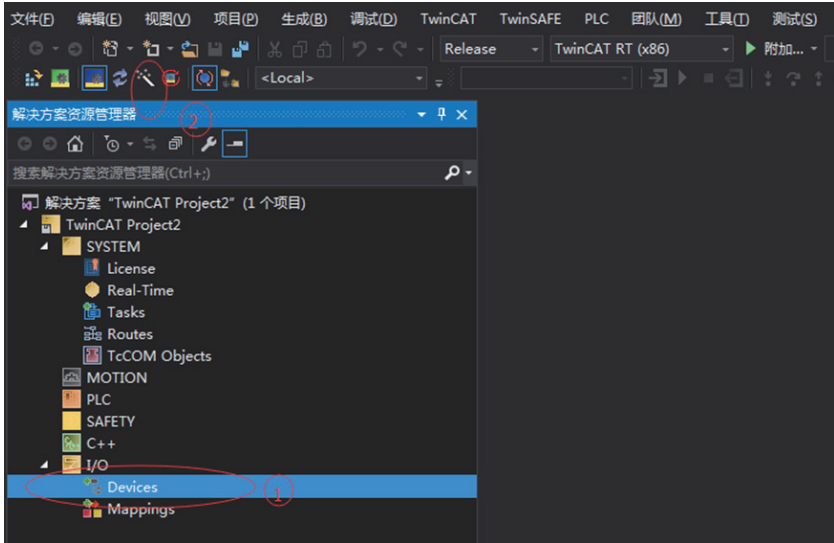 文件(F) 编辑(E) 视图(V) 项目(P) 生成(B) 调试(D) TwinCAT TwinSAFE PLC 团队(M) 工具(T) 测试(S)
Release TwinCAT RT (x86) 附加...
<Local>
解决方案资源管理器
②
搜索解决方案资源管理器(Ctrl+;)
解决方案 "TwinCAT Project2" (1 个项目)
TwinCAT Project2
SYSTEM
License
Real-Time
Tasks
Routes
TcCOM Objects
MOTION
PLC
SAFETY
C++
I/O
Devices ①
Mappings